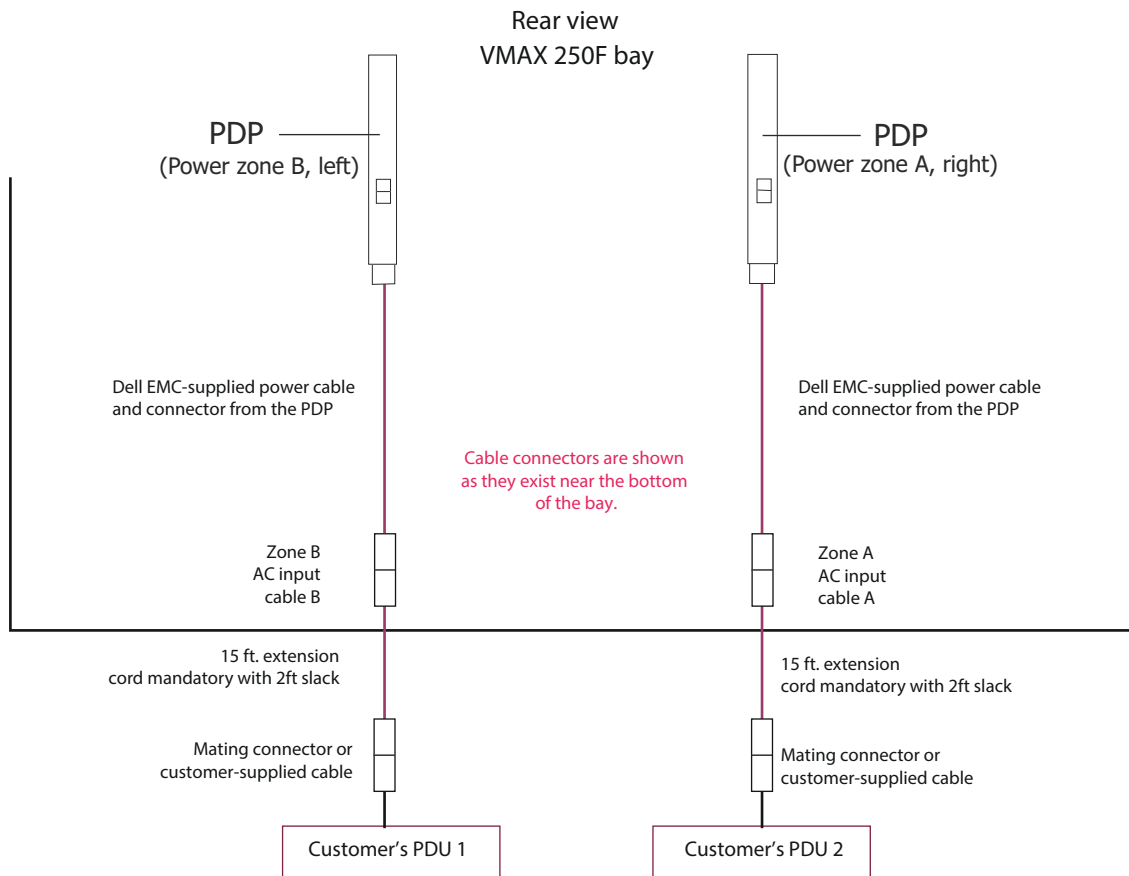 Rear view
VMAX 250F bay
PDP
(Power zone B, left)
PDP
(Power zone A, right)
Dell EMC-supplied power cable
and connector from the PDP
Dell EMC-supplied power cable
and connector from the PDP
Cable connectors are shown
as they exist near the bottom
of the bay.
Zone B
AC input
cable B
Zone A
AC input
cable A
15 ft. extension
cord mandatory with 2ft slack
15 ft. extension
cord mandatory with 2ft slack
Mating connector or
customer-supplied cable
Mating connector or
customer-supplied cable
Customer's PDU 1
Customer's PDU 2